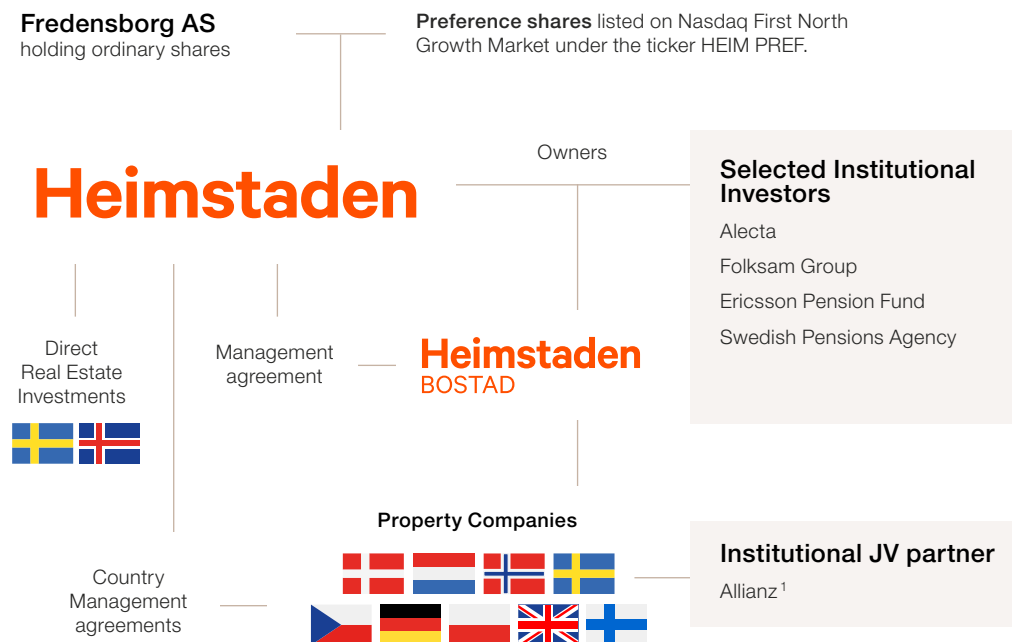 Fredensborg AS
holding ordinary shares
Preference shares listed on Nasdaq First North
Growth Market under the ticker HEIM PREF.
Heimstaden
Owners
Selected Institutional
Investors
Alecta
Folksam Group
Ericsson Pension Fund
Swedish Pensions Agency
Direct
Real Estate
Investments
Management
agreement
Heimstaden
BOSTAD
Property Companies
Country
Management
agreements
Institutional JV partner
Allianz¹